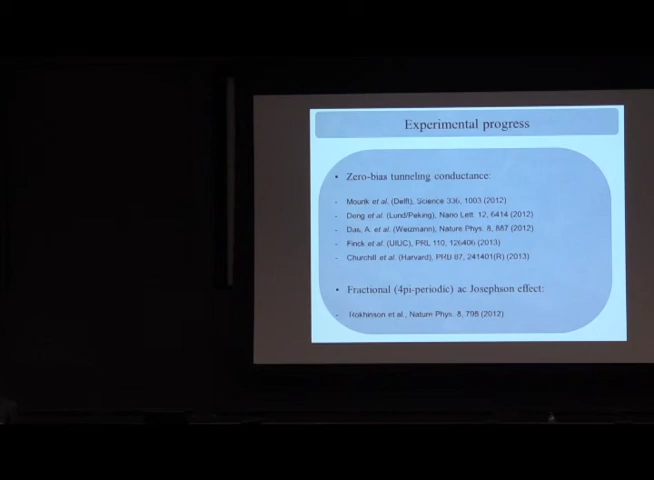 Experimental progress
• Zero-bias tunneling conductance:
- Mourik et al. (Delft), Science 336, 1003 (2012)
- Deng et al. (Lund/Peking), Nano Lett. 12, 6414 (2012)
- Das, A. et al. (Weizmann), Nature Phys. 8, 887 (2012)
- Finck et al. (UIUC), PRL 110, 126406 (2013)
- Churchill et al. (Harvard), PRB 87, 241401(R) (2013)
• Fractional (4pi-periodic) ac Josephson effect:
- Rokhinson et al., Nature Phys. 8, 795 (2012)